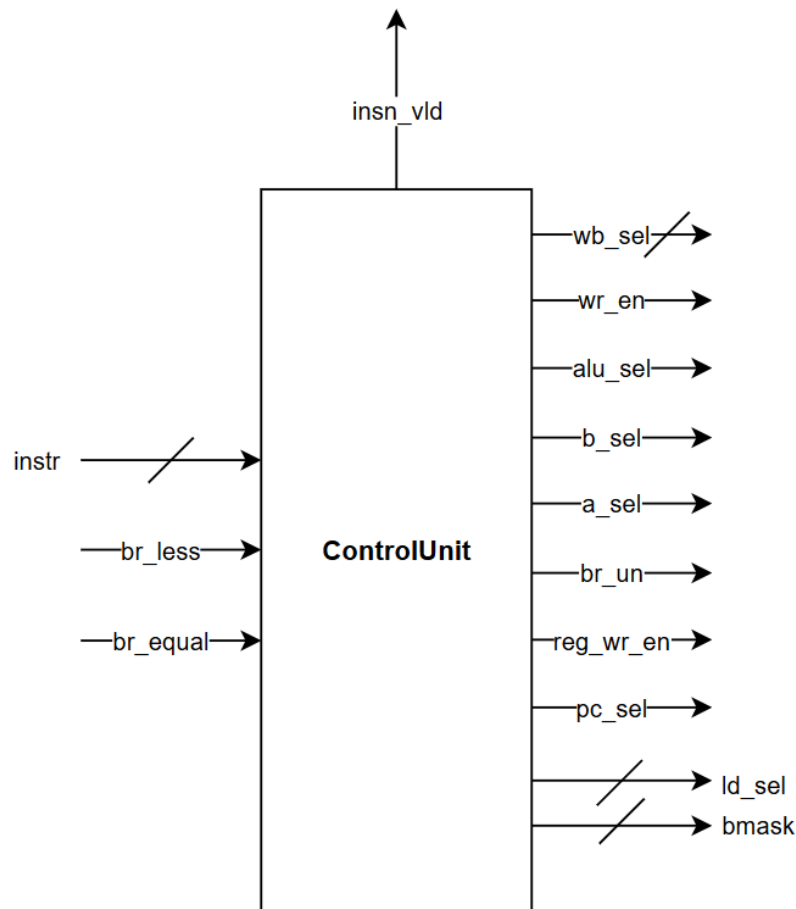 insn_vld
wb_sel
wr_en
alu_sel
b_sel
instr
a_sel
br_less
ControlUnit
br_un
br_equal
reg_wr_en
pc_sel
ld_sel
bmask